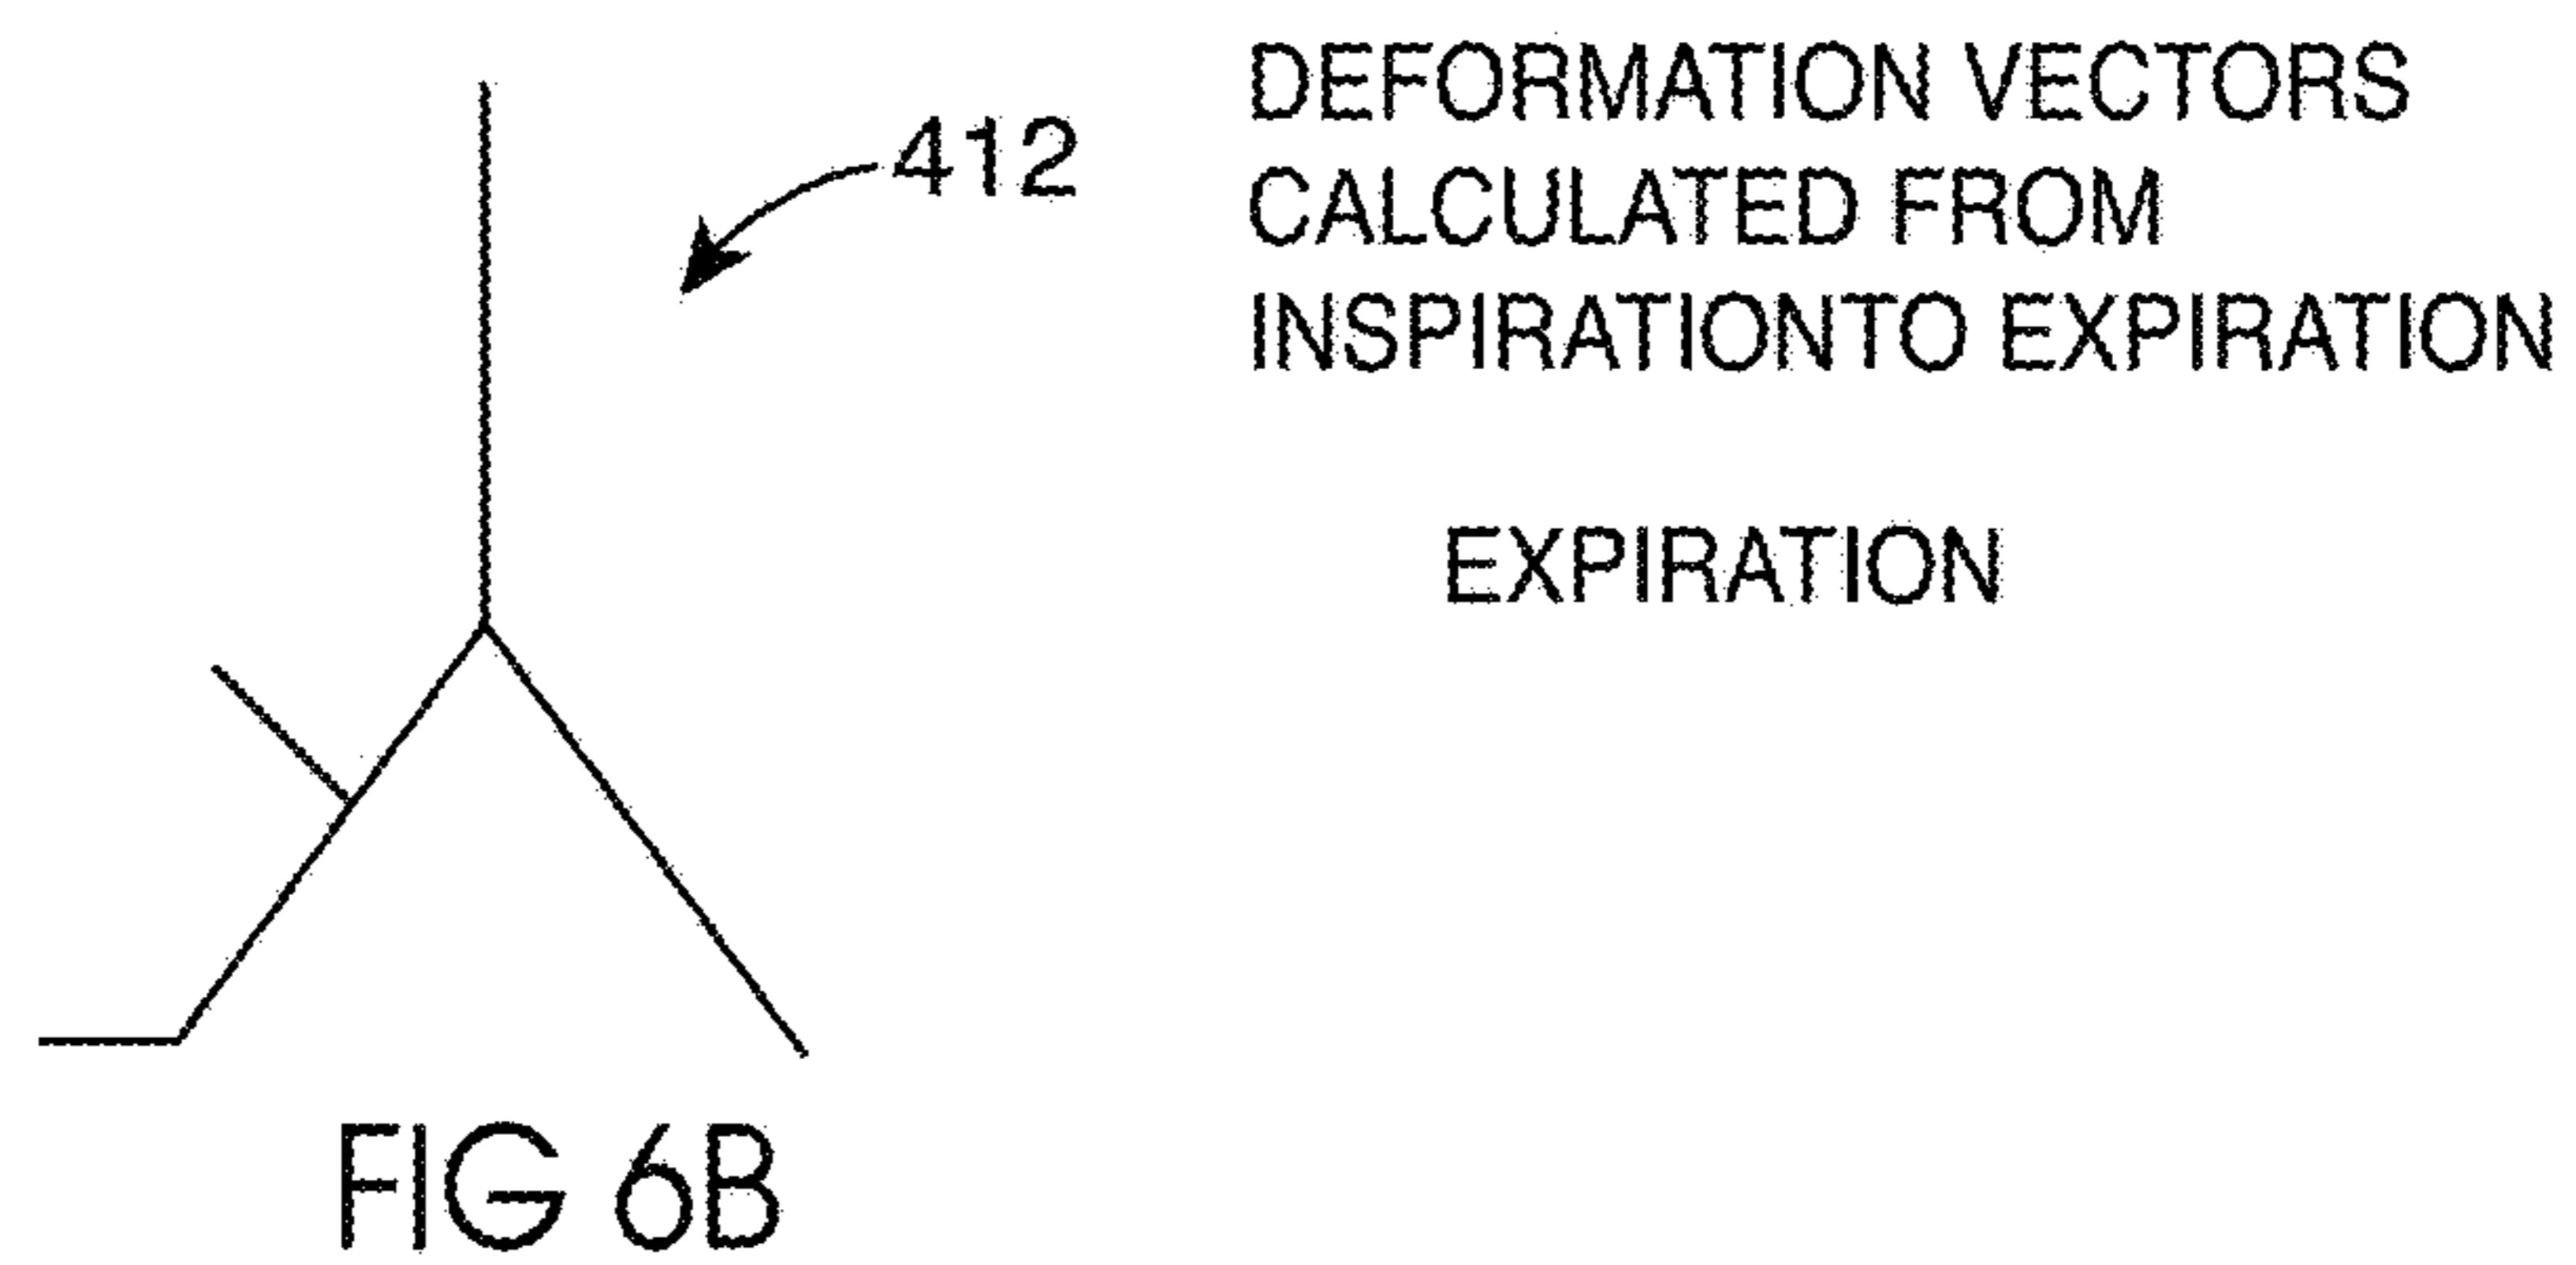 412
DEFORMATION VECTORS
CALCULATED FROM
INSPIRATIONTO EXPIRATION
EXPIRATION
FIG 6B